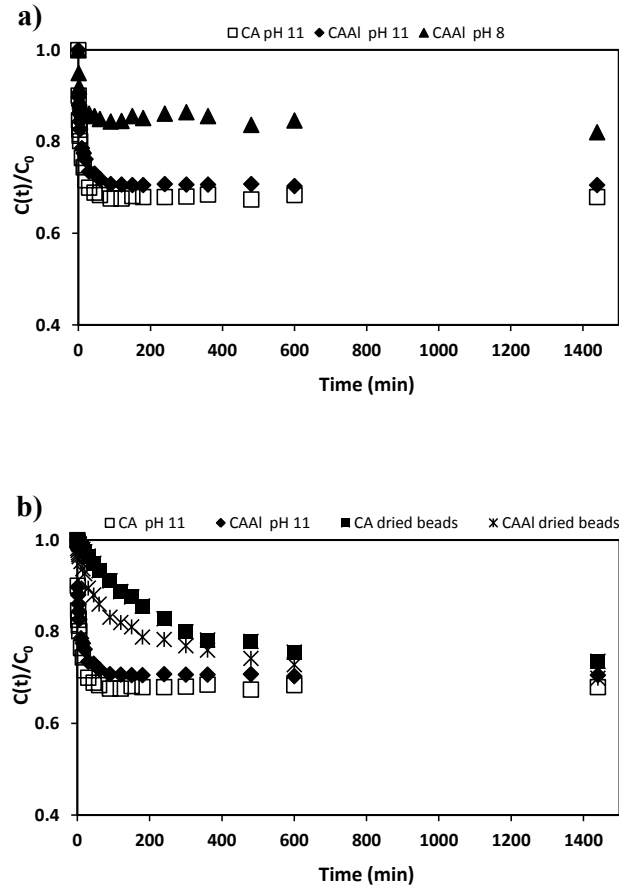 a)
CA pH 11 CAAl pH 11 CAAl pH 8
1.0
0.8
0.6
0.4
C(t)/C₀
0 200 400 600 800 1000 1200 1400
Time (min)
b)
CA pH 11 CAAl pH 11 CA dried beads CAAl dried beads
1.0
0.8
0.6
0.4
C(t)/C₀
0 200 400 600 800 1000 1200 1400
Time (min)